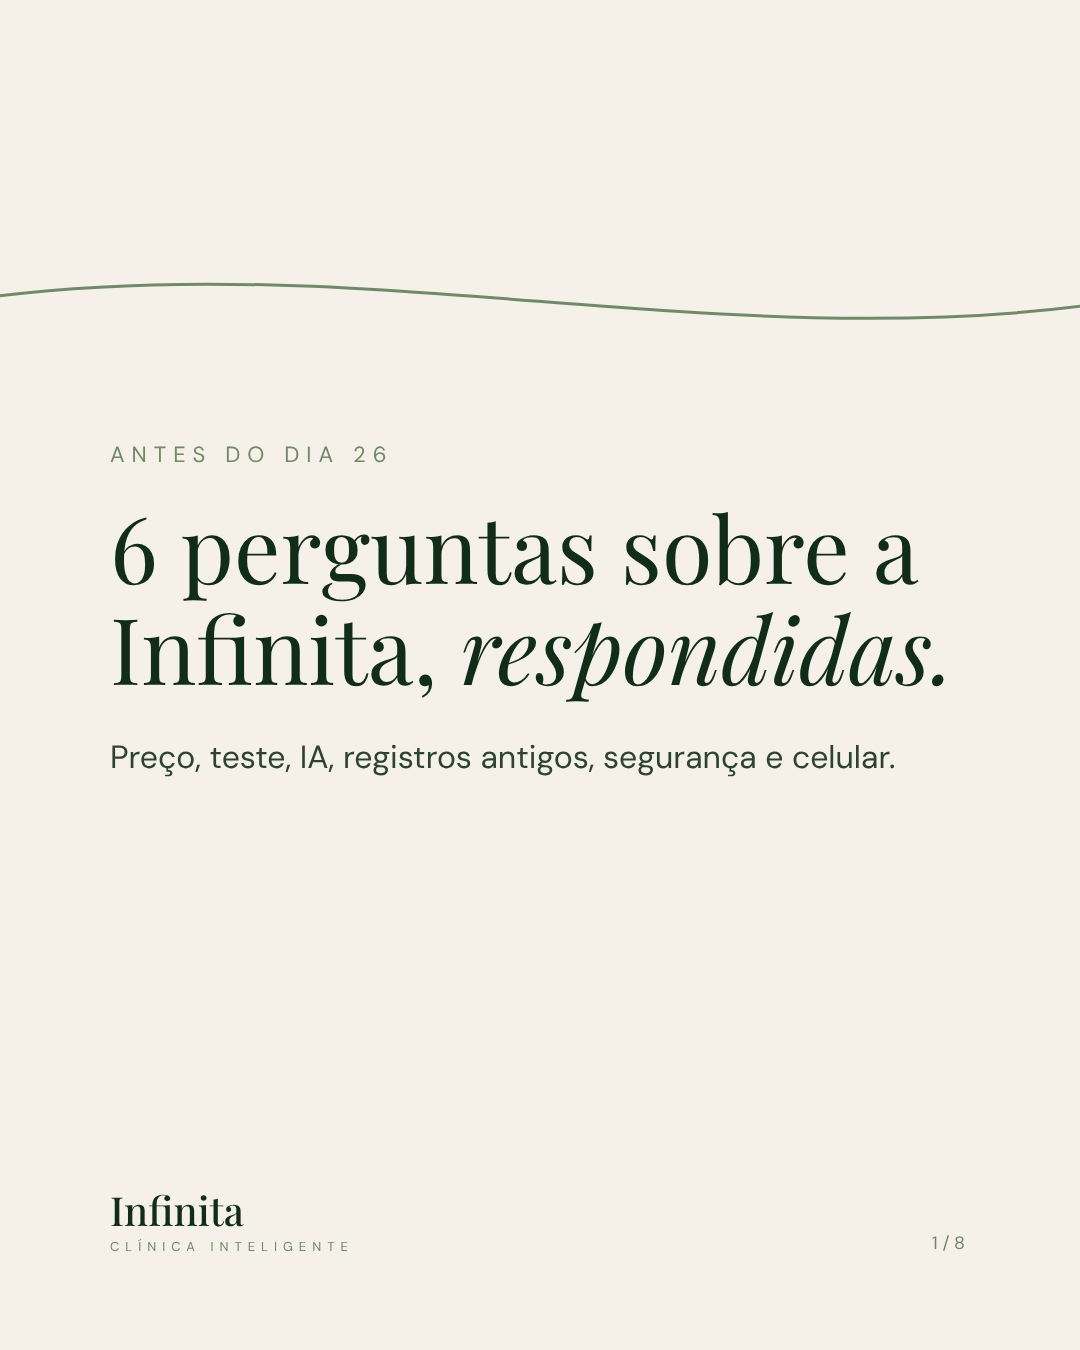 ANTES DO DIA 26
6 perguntas sobre a
Infinita, respondidas.
Preço, teste, IA, registros antigos, segurança e celular.
Infinita
CLÍNICA INTELIGENTE
1/8